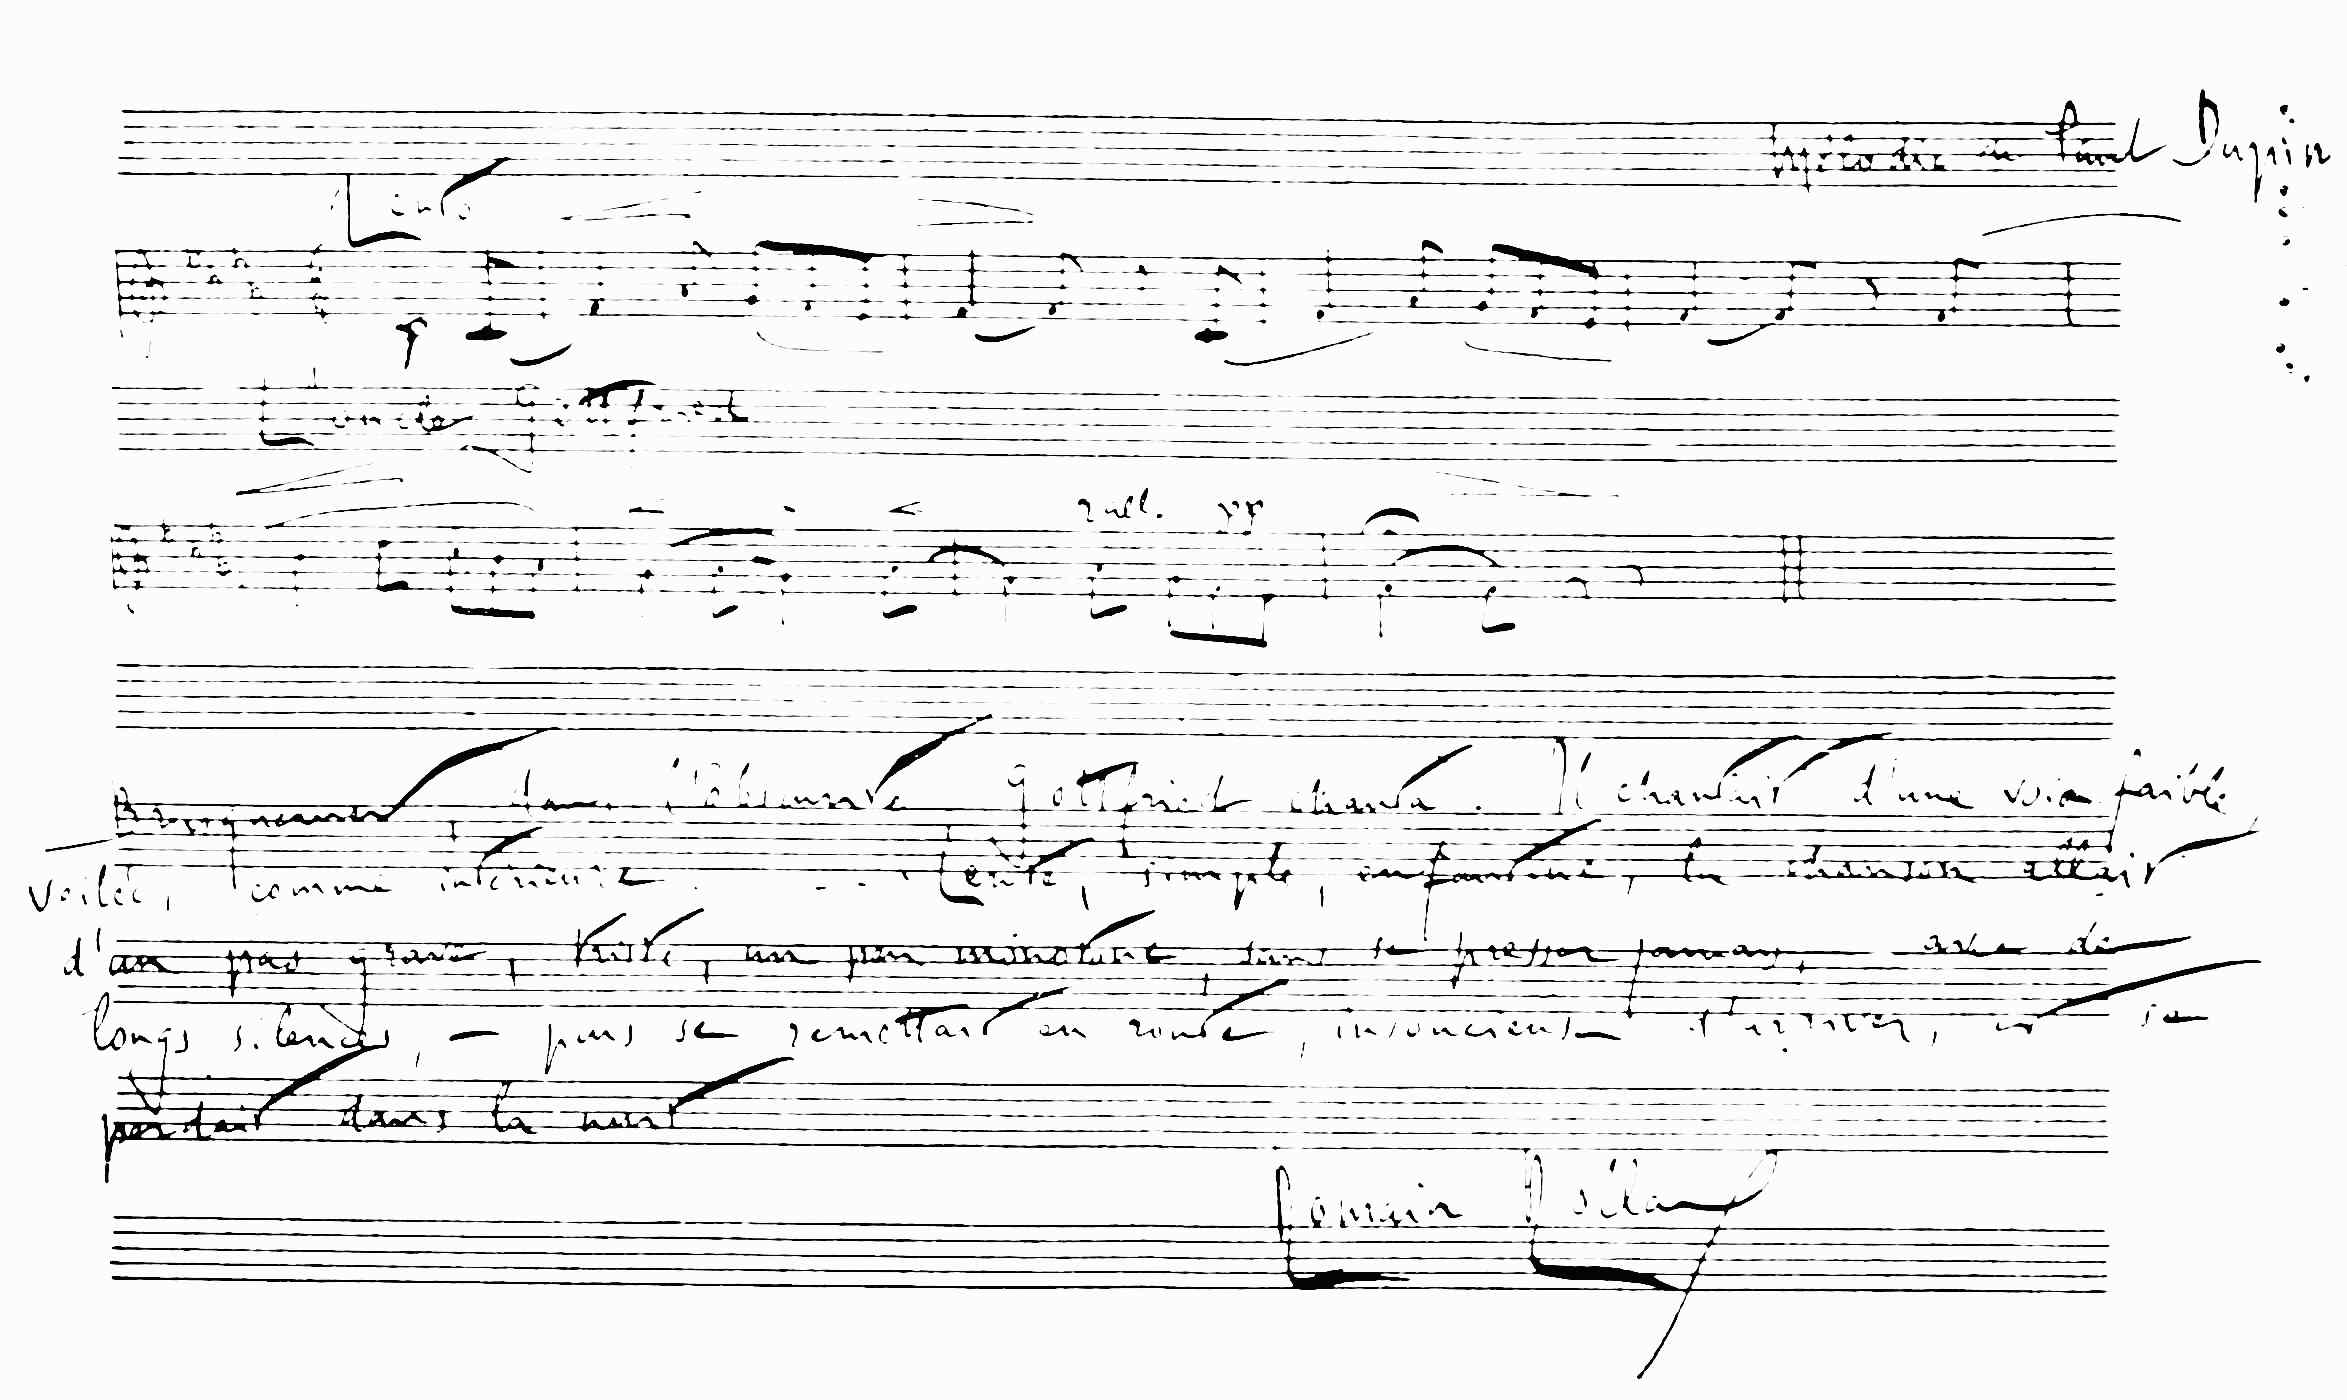 Mélodie de Paul Dupin
Lento
p
L'oncle Gottfried
rall. pp
Brusquement, dans l'obscurité Gottfried chanta. Il chantait d'une voix faible,
voilée, comme intérieure ... Lente, simple, enfantine, la chanson allait
d'un pas grave, triste, un peu monotone, sans se presser jamais, avec de
longs silences, — puis se remettait en route, insoucieuse d'arriver, et se
perdait dans la nuit
Romain Rolland